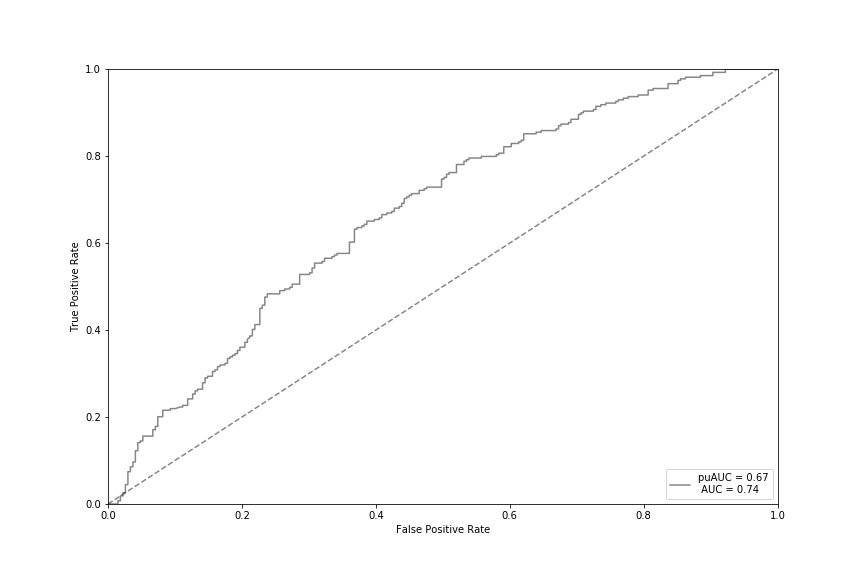 1.0
0.8
0.6
0.4
0.2
0.0
True Positive Rate
puAUC = 0.67
AUC = 0.74
0.0 0.2 0.4 0.6 0.8 1.0
False Positive Rate